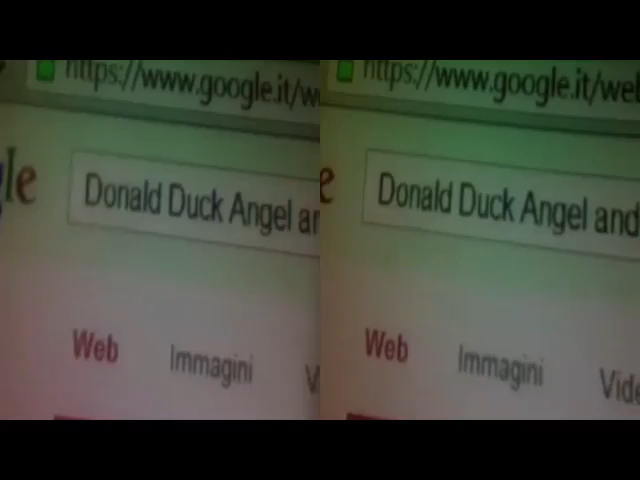 https://www.google.it/w
le
Donald Duck Angel an
Web Immagini V
https://www.google.it/web
e
Donald Duck Angel and
Web Immagini Vide